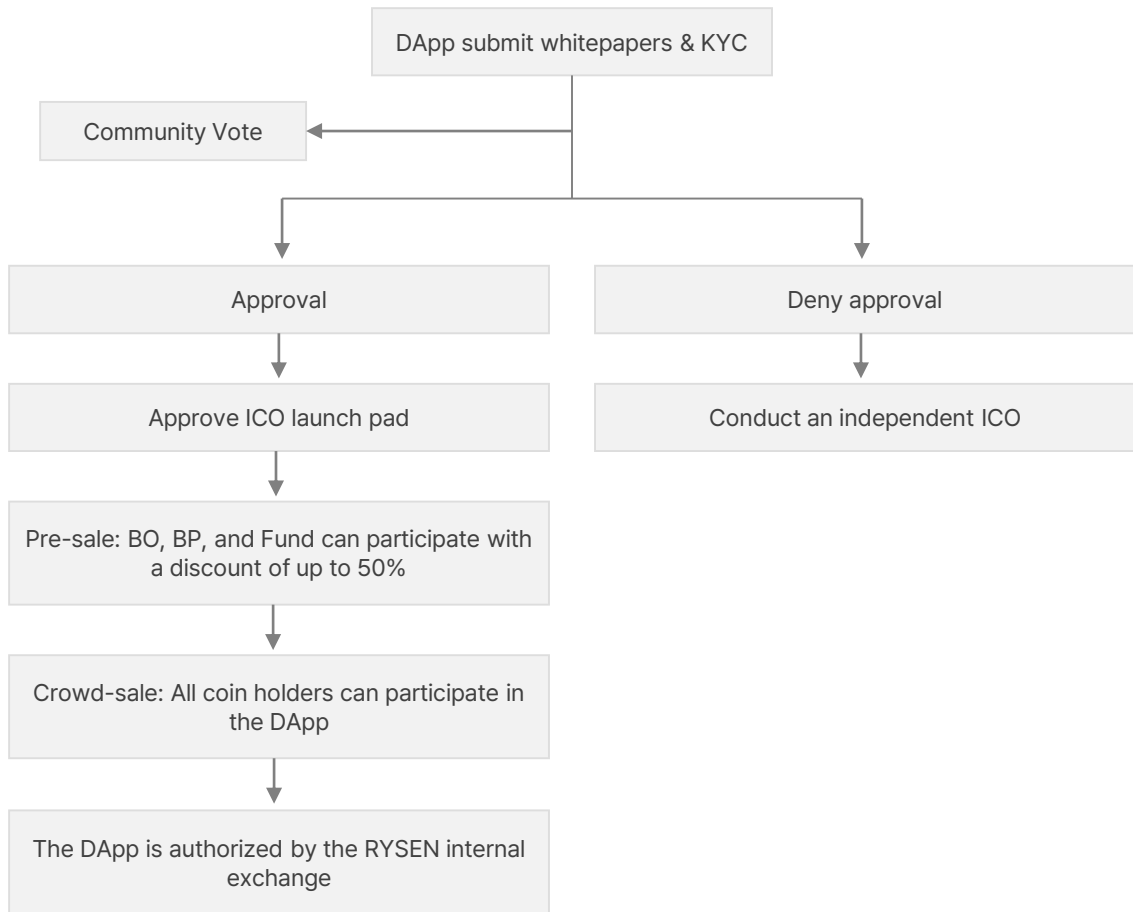 DApp submit whitepapers & KYC
Community Vote
Approval
Deny approval
Approve ICO launch pad
Conduct an independent ICO
Pre-sale: BO, BP, and Fund can participate with
a discount of up to 50%
Crowd-sale: All coin holders can participate in
the DApp
The DApp is authorized by the RYSEN internal
exchange